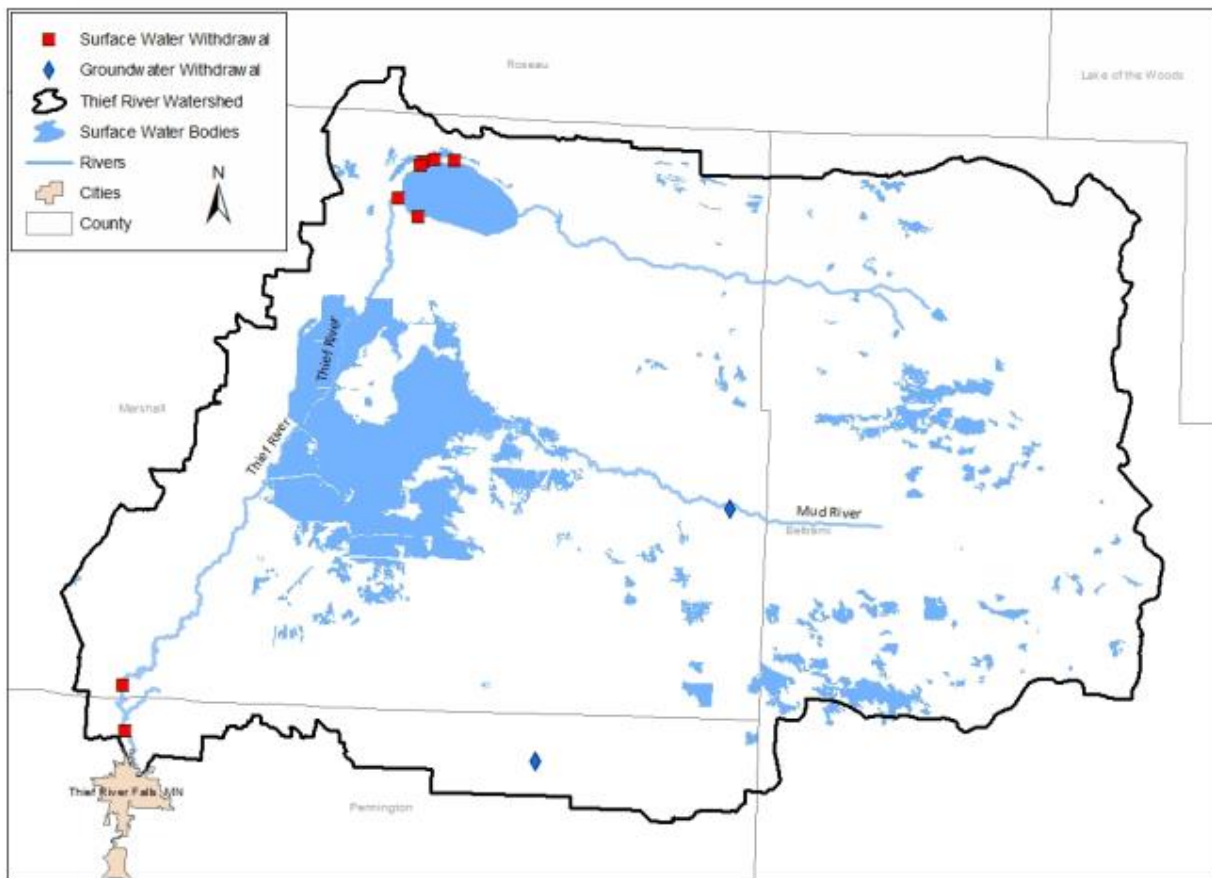 Surface Water Withdrawal
Groundwater Withdrawal
Thief River Watershed
Surface Water Bodies
Rivers
Cities
County
N
Roseau
Lake of the Woods
Thief River
Marshall
Thief River
Mud River
Beltrami
Thief River Falls, MN
Pennington